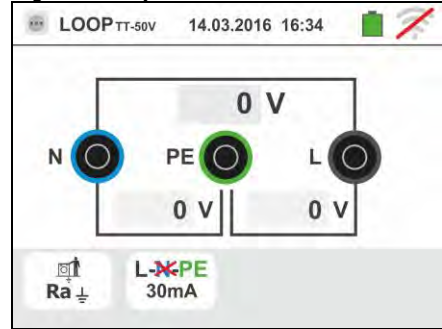 LOOP TT-50V 14.03.2016 16:34
0 V
N PE L
0 V 0 V
Ra L-N-PE
30mA